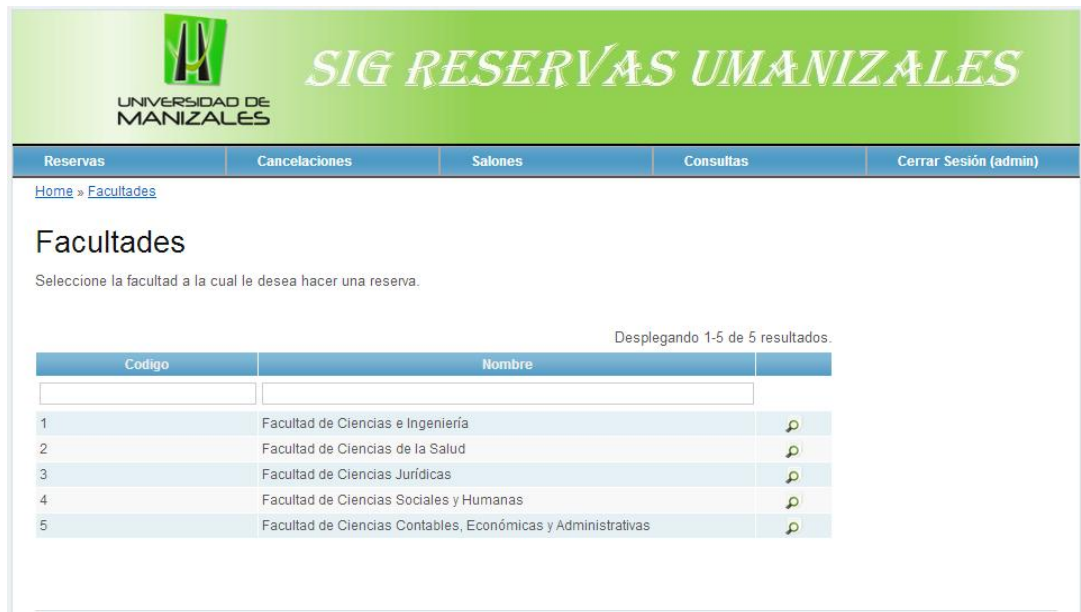 SIG RESERVAS UMANIZALES
UNIVERSIDAD DE
MANIZALES
Reservas Cancelaciones Salones Consultas Cerrar Sesión (admin)
Home » Facultades
Facultades
Seleccione la facultad a la cual le desea hacer una reserva.
Desplegando 1-5 de 5 resultados.
Codigo Nombre
1 Facultad de Ciencias e Ingeniería
2 Facultad de Ciencias de la Salud
3 Facultad de Ciencias Jurídicas
4 Facultad de Ciencias Sociales y Humanas
5 Facultad de Ciencias Contables, Económicas y Administrativas